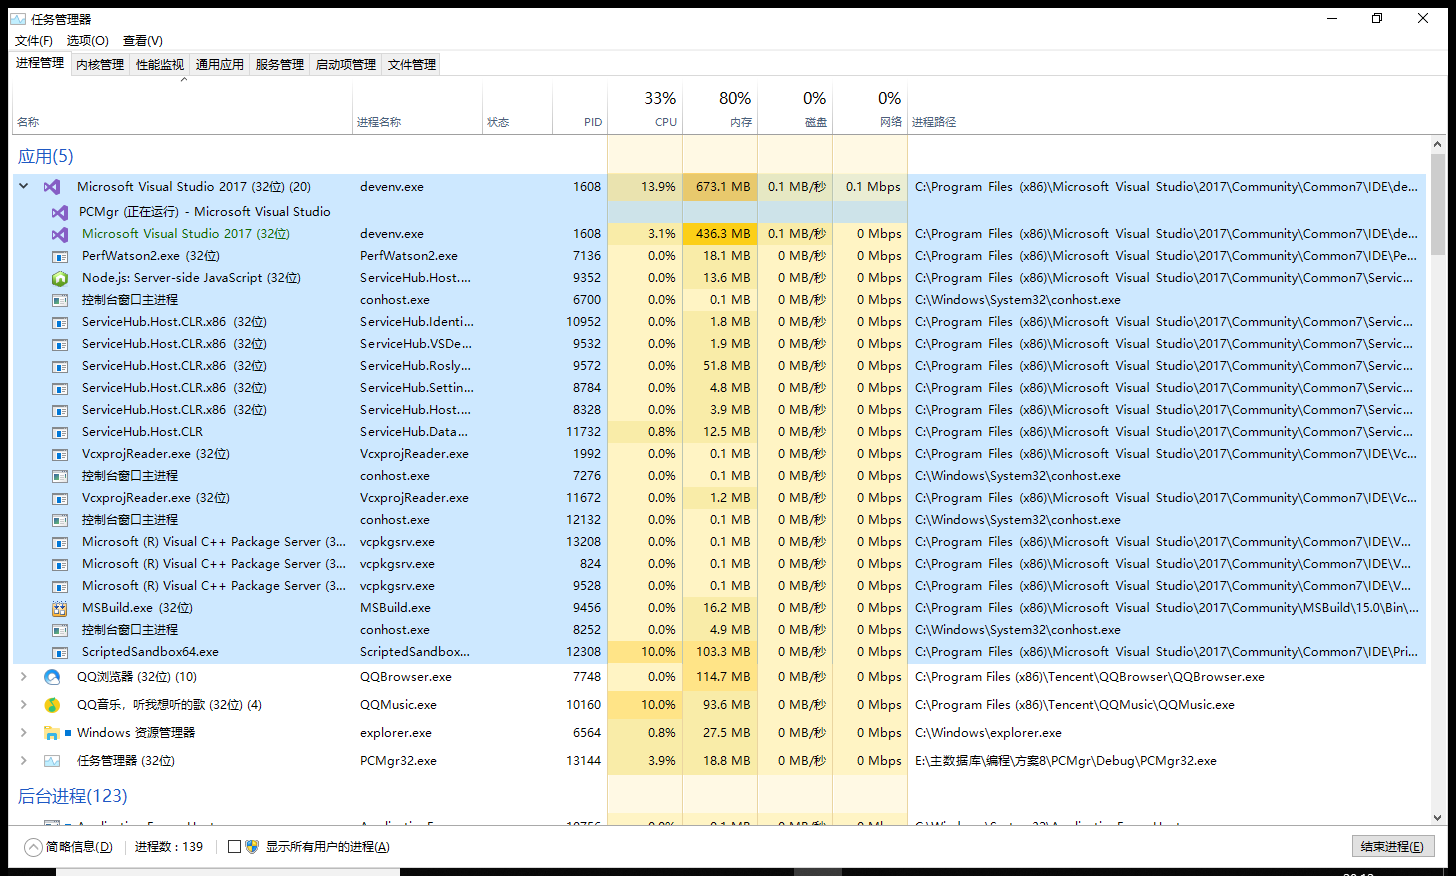 任务管理器
文件(F) 选项(O) 查看(V)
进程管理 内核管理 性能监视 通用应用 服务管理 启动项管理 文件管理
33% 80% 0% 0%
名称 进程名称 状态 PID CPU 内存 磁盘 网络 进程路径
应用(5)
Microsoft Visual Studio 2017 (32位) (20) devenv.exe 1608 13.9% 673.1 MB 0.1 MB/秒 0.1 Mbps C:\Program Files (x86)\Microsoft Visual Studio\2017\Community\Common7\IDE\de...
PCMgr (正在运行) - Microsoft Visual Studio
Microsoft Visual Studio 2017 (32位) devenv.exe 1608 3.1% 436.3 MB 0.1 MB/秒 0 Mbps C:\Program Files (x86)\Microsoft Visual Studio\2017\Community\Common7\IDE\de...
PerfWatson2.exe (32位) PerfWatson2.exe 7136 0.0% 18.1 MB 0 MB/秒 0 Mbps C:\Program Files (x86)\Microsoft Visual Studio\2017\Community\Common7\IDE\Pe...
Node.js: Server-side JavaScript (32位) ServiceHub.Host.... 9352 0.0% 13.6 MB 0 MB/秒 0 Mbps C:\Program Files (x86)\Microsoft Visual Studio\2017\Community\Common7\Servic...
控制台窗口主进程 conhost.exe 6700 0.0% 0.1 MB 0 MB/秒 0 Mbps C:\Windows\System32\conhost.exe
ServiceHub.Host.CLR.x86 (32位) ServiceHub.Identi... 10952 0.0% 1.8 MB 0 MB/秒 0 Mbps C:\Program Files (x86)\Microsoft Visual Studio\2017\Community\Common7\Servic...
ServiceHub.Host.CLR.x86 (32位) ServiceHub.VSDe... 9532 0.0% 1.9 MB 0 MB/秒 0 Mbps C:\Program Files (x86)\Microsoft Visual Studio\2017\Community\Common7\Servic...
ServiceHub.Host.CLR.x86 (32位) ServiceHub.Rosly... 9572 0.0% 51.8 MB 0 MB/秒 0 Mbps C:\Program Files (x86)\Microsoft Visual Studio\2017\Community\Common7\Servic...
ServiceHub.Host.CLR.x86 (32位) ServiceHub.Settin... 8784 0.0% 4.8 MB 0 MB/秒 0 Mbps C:\Program Files (x86)\Microsoft Visual Studio\2017\Community\Common7\Servic...
ServiceHub.Host.CLR.x86 (32位) ServiceHub.Host.... 8328 0.0% 3.9 MB 0 MB/秒 0 Mbps C:\Program Files (x86)\Microsoft Visual Studio\2017\Community\Common7\Servic...
ServiceHub.Host.CLR ServiceHub.Data... 11732 0.8% 12.5 MB 0 MB/秒 0 Mbps C:\Program Files (x86)\Microsoft Visual Studio\2017\Community\Common7\Servic...
VcxprojReader.exe (32位) VcxprojReader.exe 1992 0.0% 0.1 MB 0 MB/秒 0 Mbps C:\Program Files (x86)\Microsoft Visual Studio\2017\Community\Common7\IDE\Vc...
控制台窗口主进程 conhost.exe 7276 0.0% 0.1 MB 0 MB/秒 0 Mbps C:\Windows\System32\conhost.exe
VcxprojReader.exe (32位) VcxprojReader.exe 11672 0.0% 1.2 MB 0 MB/秒 0 Mbps C:\Program Files (x86)\Microsoft Visual Studio\2017\Community\Common7\IDE\Vc...
控制台窗口主进程 conhost.exe 12132 0.0% 0.1 MB 0 MB/秒 0 Mbps C:\Windows\System32\conhost.exe
Microsoft (R) Visual C++ Package Server (3... vcpkgsrv.exe 13208 0.0% 0.1 MB 0 MB/秒 0 Mbps C:\Program Files (x86)\Microsoft Visual Studio\2017\Community\Common7\IDE\V...
Microsoft (R) Visual C++ Package Server (3... vcpkgsrv.exe 824 0.0% 0.1 MB 0 MB/秒 0 Mbps C:\Program Files (x86)\Microsoft Visual Studio\2017\Community\Common7\IDE\V...
Microsoft (R) Visual C++ Package Server (3... vcpkgsrv.exe 9528 0.0% 0.1 MB 0 MB/秒 0 Mbps C:\Program Files (x86)\Microsoft Visual Studio\2017\Community\Common7\IDE\V...
MSBuild.exe (32位) MSBuild.exe 9456 0.0% 16.2 MB 0 MB/秒 0 Mbps C:\Program Files (x86)\Microsoft Visual Studio\2017\Community\MSBuild\15.0\Bin\...
控制台窗口主进程 conhost.exe 8252 0.0% 4.9 MB 0 MB/秒 0 Mbps C:\Windows\System32\conhost.exe
ScriptedSandbox64.exe ScriptedSandbox... 12308 10.0% 103.3 MB 0 MB/秒 0 Mbps C:\Program Files (x86)\Microsoft Visual Studio\2017\Community\Common7\IDE\Pri...
QQ浏览器 (32位) (10) QQBrowser.exe 7748 0.0% 114.7 MB 0 MB/秒 0 Mbps C:\Program Files (x86)\Tencent\QQBrowser\QQBrowser.exe
QQ音乐，听我想听的歌 (32位) (4) QQMusic.exe 10160 10.0% 93.6 MB 0 MB/秒 0 Mbps C:\Program Files (x86)\Tencent\QQMusic\QQMusic.exe
Windows 资源管理器 explorer.exe 6564 0.8% 27.5 MB 0 MB/秒 0 Mbps C:\Windows\explorer.exe
任务管理器 (32位) PCMgr32.exe 13144 3.9% 18.8 MB 0 MB/秒 0 Mbps E:\主数据库\编程\方案8\PCMgr\Debug\PCMgr32.exe
后台进程(123)
简略信息(D) 进程数 : 139 显示所有用户的进程(A) 结束进程(E)